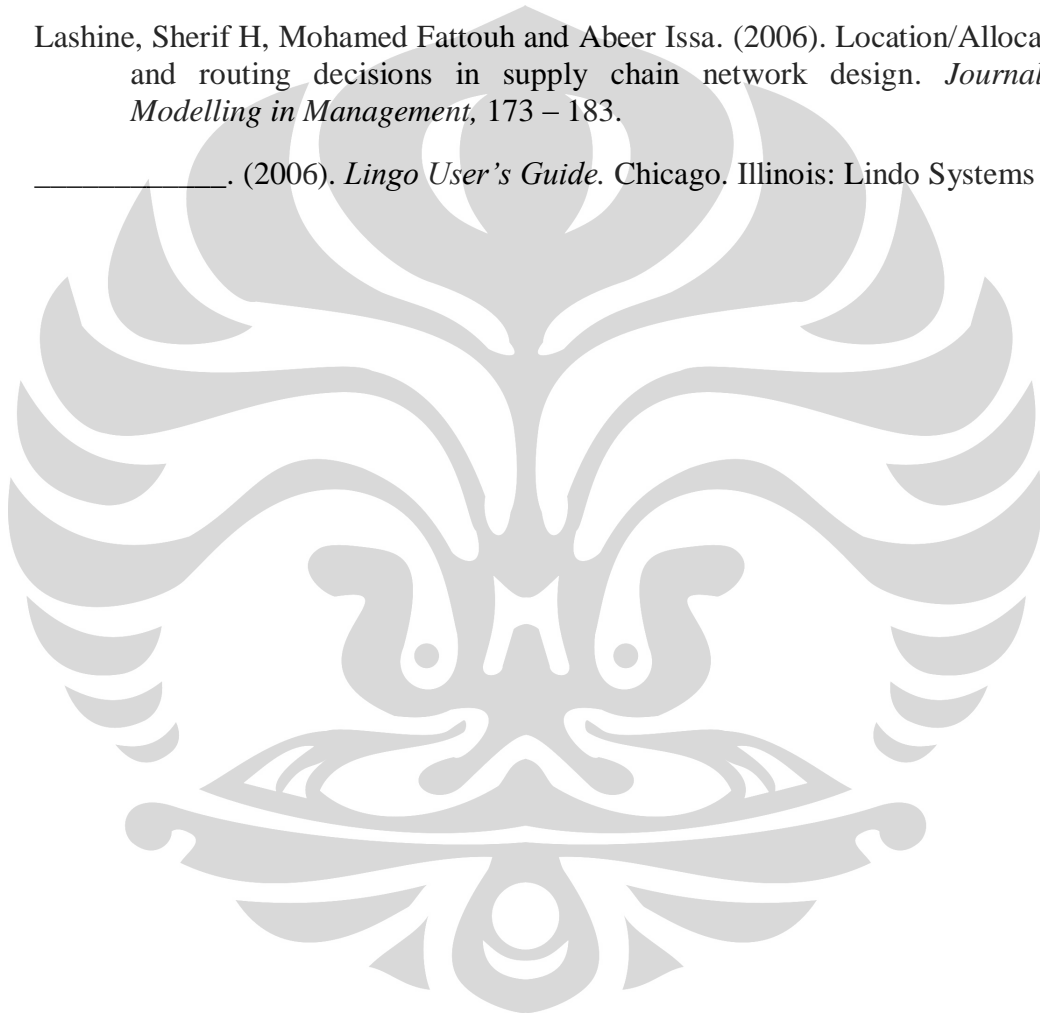 Lashine, Sherif H, Mohamed Fattouh and Abeer Issa. (2006). Location/Alloca
and routing decisions in supply chain network design. Journal
Modelling in Management, 173 – 183.
____________. (2006). Lingo User’s Guide. Chicago. Illinois: Lindo Systems